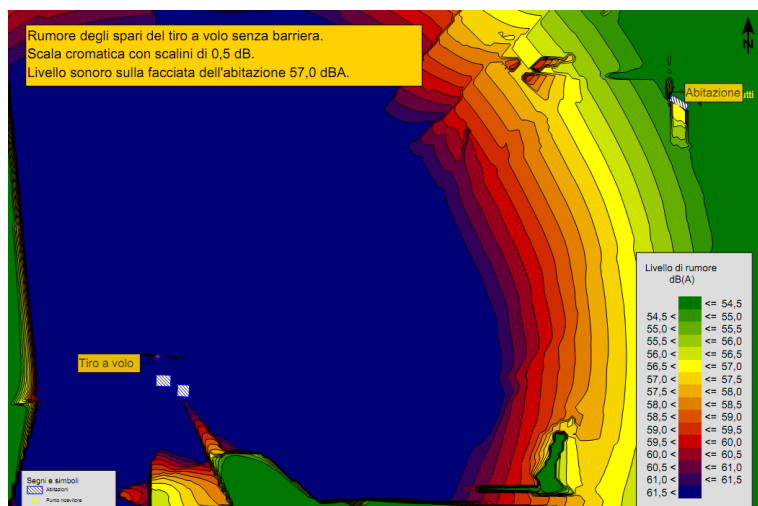 Rumore degli spari del tiro a volo senza barriera.
Scala cromatica con scalini di 0,5 dB.
Livello sonoro sulla facciata dell'abitazione 57,0 dBA.
N
Abitazione
utti
Tiro a volo
Segni e simboli
Abitazioni
Punto ricevitore
Livello di rumore
dB(A)
<= 54,5
54,5 < <= 55,0
55,0 < <= 55,5
55,5 < <= 56,0
56,0 < <= 56,5
56,5 < <= 57,0
57,0 < <= 57,5
57,5 < <= 58,0
58,0 < <= 58,5
58,5 < <= 59,0
59,0 < <= 59,5
59,5 < <= 60,0
60,0 < <= 60,5
60,5 < <= 61,0
61,0 < <= 61,5
61,5 <